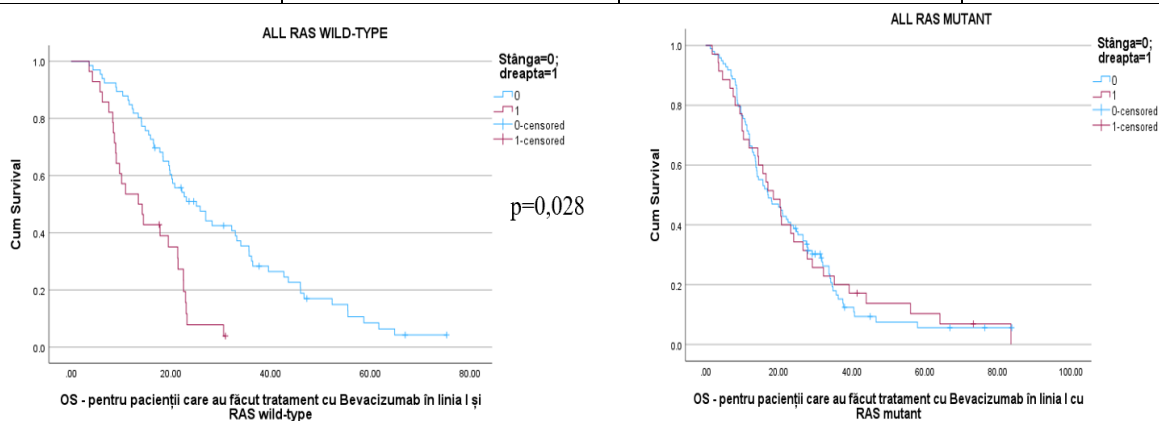 ALL RAS WILD-TYPE
Stânga=0;
dreapta=1
0
1
0-censored
1-censored
Cum Survival
1.0
0.8
0.6
0.4
0.2
0.0
.00 20.00 40.00 60.00 80.00
OS - pentru pacienții care au făcut tratament cu Bevacizumab în linia I și
RAS wild-type
p=0,028
ALL RAS MUTANT
Stânga=0;
dreapta=1
0
1
0-censored
1-censored
Cum Survival
1.0
0.8
0.6
0.4
0.2
0.0
.00 20.00 40.00 60.00 80.00 100.00
OS - pentru pacienții care au făcut tratament cu Bevacizumab în linia I cu
RAS mutant